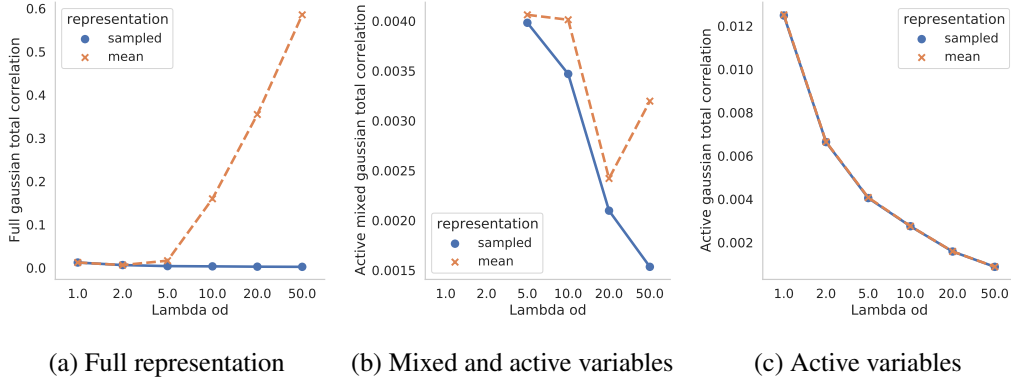 Full gaussian total correlation
0.6
0.5
0.4
0.3
0.2
0.1
0.0
representation
sampled
mean
1.0 2.0 5.0 10.0 20.0 50.0
Lambda od
(a) Full representation
Active mixed gaussian total correlation
0.0040
0.0035
0.0030
0.0025
0.0020
0.0015
representation
sampled
mean
1.0 2.0 5.0 10.0 20.0 50.0
Lambda od
(b) Mixed and active variables
Active gaussian total correlation
0.012
0.010
0.008
0.006
0.004
0.002
representation
sampled
mean
1.0 2.0 5.0 10.0 20.0 50.0
Lambda od
(c) Active variables